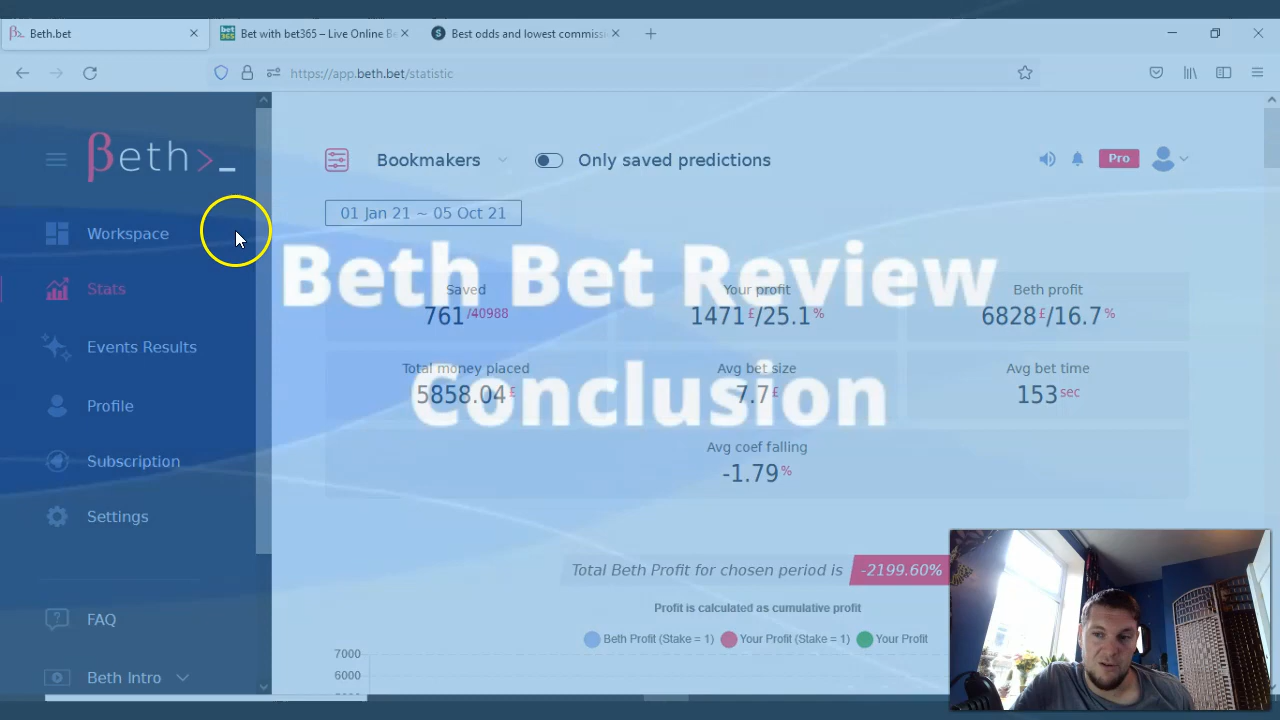 Beth.bet
Bet with bet365 – Live Online Be
Best odds and lowest commissi
https://app.beth.bet/statistic
βeth>_
Bookmakers
Only saved predictions
Pro
01 Jan 21 ~ 05 Oct 21
Workspace
Stats
Events Results
Profile
Subscription
Settings
FAQ
Beth Intro
Beth Bet Review
Conclusion
Saved
761/40988
Your profit
1471£/25.1%
Beth profit
6828£/16.7%
Total money placed
5858.04£
Avg bet size
7.7£
Avg bet time
153sec
Avg coef falling
-1.79%
Total Beth Profit for chosen period is -2199.60%
Profit is calculated as cumulative profit
Beth Profit (Stake = 1) Your Profit (Stake = 1) Your Profit
7000
6000